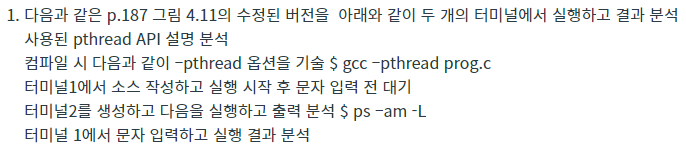 1. 다음과 같은 p.187 그림 4.11의 수정된 버전을  아래와 같이 두 개의 터미널에서 실행하고 결과 분석
사용된 pthread API 설명 분석
컴파일 시 다음과 같이 –pthread 옵션을 기술 $ gcc –pthread prog.c
터미널1에서 소스 작성하고 실행 시작 후 문자 입력 전 대기
터미널2를 생성하고 다음을 실행하고 출력 분석 $ ps –am -L
터미널 1에서 문자 입력하고 실행 결과 분석